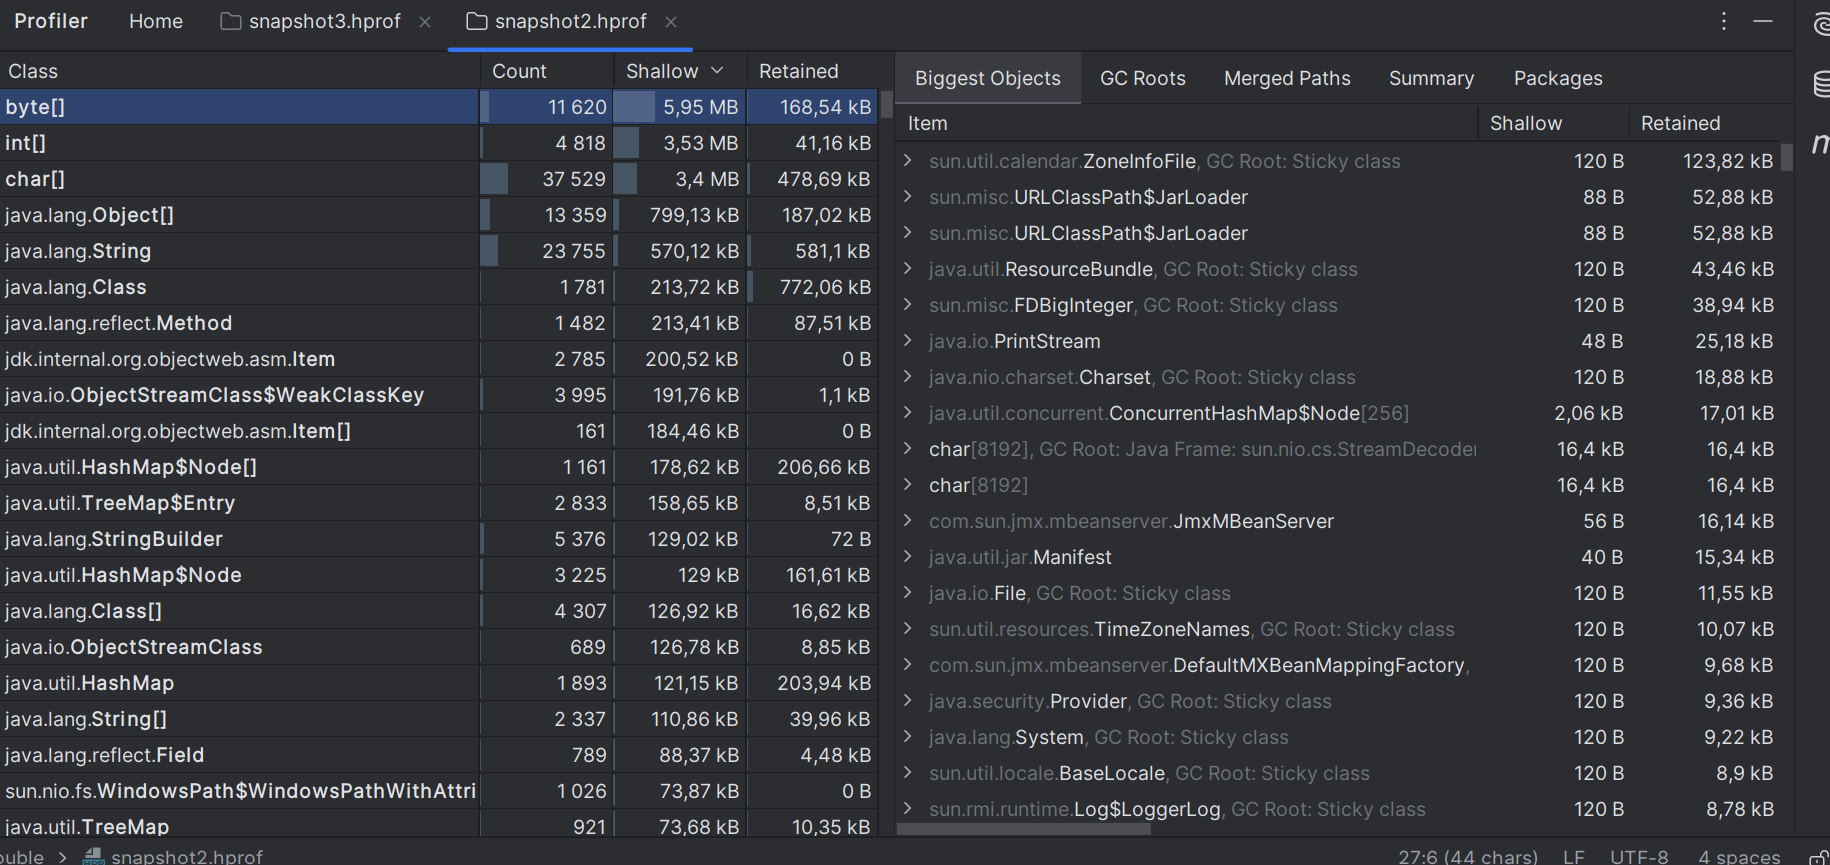 Profiler Home snapshot3.hprof snapshot2.hprof
Class Count Shallow Retained
byte[] 11 620 5,95 MB 168,54 kB
int[] 4 818 3,53 MB 41,16 kB
char[] 37 529 3,4 MB 478,69 kB
java.lang.Object[] 13 359 799,13 kB 187,02 kB
java.lang.String 23 755 570,12 kB 581,1 kB
java.lang.Class 1 781 213,72 kB 772,06 kB
java.lang.reflect.Method 1 482 213,41 kB 87,51 kB
jdk.internal.org.objectweb.asm.Item 2 785 200,52 kB 0 B
java.io.ObjectStreamClass$WeakClassKey 3 995 191,76 kB 1,1 kB
jdk.internal.org.objectweb.asm.Item[] 161 184,46 kB 0 B
java.util.HashMap$Node[] 1 161 178,62 kB 206,66 kB
java.util.TreeMap$Entry 2 833 158,65 kB 8,51 kB
java.lang.StringBuilder 5 376 129,02 kB 72 B
java.util.HashMap$Node 3 225 129 kB 161,61 kB
java.lang.Class[] 4 307 126,92 kB 16,62 kB
java.io.ObjectStreamClass 689 126,78 kB 8,85 kB
java.util.HashMap 1 893 121,15 kB 203,94 kB
java.lang.String[] 2 337 110,86 kB 39,96 kB
java.lang.reflect.Field 789 88,37 kB 4,48 kB
sun.nio.fs.WindowsPath$WindowsPathWithAttri 1 026 73,87 kB 0 B
java.util.TreeMap 921 73,68 kB 10,35 kB
Biggest Objects GC Roots Merged Paths Summary Packages
Item Shallow Retained
sun.util.calendar.ZoneInfoFile, GC Root: Sticky class 120 B 123,82 kB
sun.misc.URLClassPath$JarLoader 88 B 52,88 kB
sun.misc.URLClassPath$JarLoader 88 B 52,88 kB
java.util.ResourceBundle, GC Root: Sticky class 120 B 43,46 kB
sun.misc.FDBigInteger, GC Root: Sticky class 120 B 38,94 kB
java.io.PrintStream 48 B 25,18 kB
java.nio.charset.Charset, GC Root: Sticky class 120 B 18,88 kB
java.util.concurrent.ConcurrentHashMap$Node[256] 2,06 kB 17,01 kB
char[8192], GC Root: Java Frame: sun.nio.cs.StreamDecoder 16,4 kB 16,4 kB
char[8192] 16,4 kB 16,4 kB
com.sun.jmx.mbeanserver.JmxMBeanServer 56 B 16,14 kB
java.util.jar.Manifest 40 B 15,34 kB
java.io.File, GC Root: Sticky class 120 B 11,55 kB
sun.util.resources.TimeZoneNames, GC Root: Sticky class 120 B 10,07 kB
com.sun.jmx.mbeanserver.DefaultMXBeanMappingFactory, 120 B 9,68 kB
java.security.Provider, GC Root: Sticky class 120 B 9,36 kB
java.lang.System, GC Root: Sticky class 120 B 9,22 kB
sun.util.locale.BaseLocale, GC Root: Sticky class 120 B 8,9 kB
sun.rmi.runtime.Log$LoggerLog, GC Root: Sticky class 120 B 8,78 kB
ouble > snapshot2.hprof 27:6 (44 chars) LF UTF-8 4 spaces